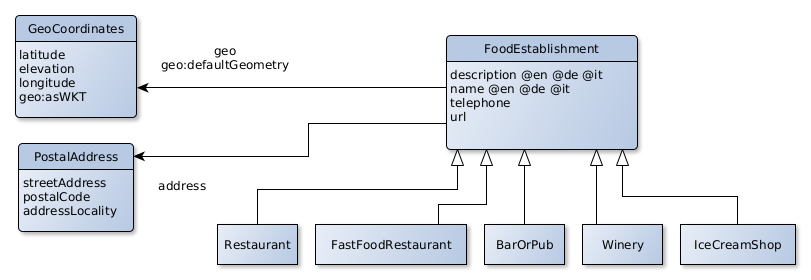 GeoCoordinates
latitude
elevation
longitude
geo:asWKT
geo
geo:defaultGeometry
FoodEstablishment
description @en @de @it
name @en @de @it
telephone
url
PostalAddress
streetAddress
postalCode
addressLocality
address
Restaurant
FastFoodRestaurant
BarOrPub
Winery
IceCreamShop